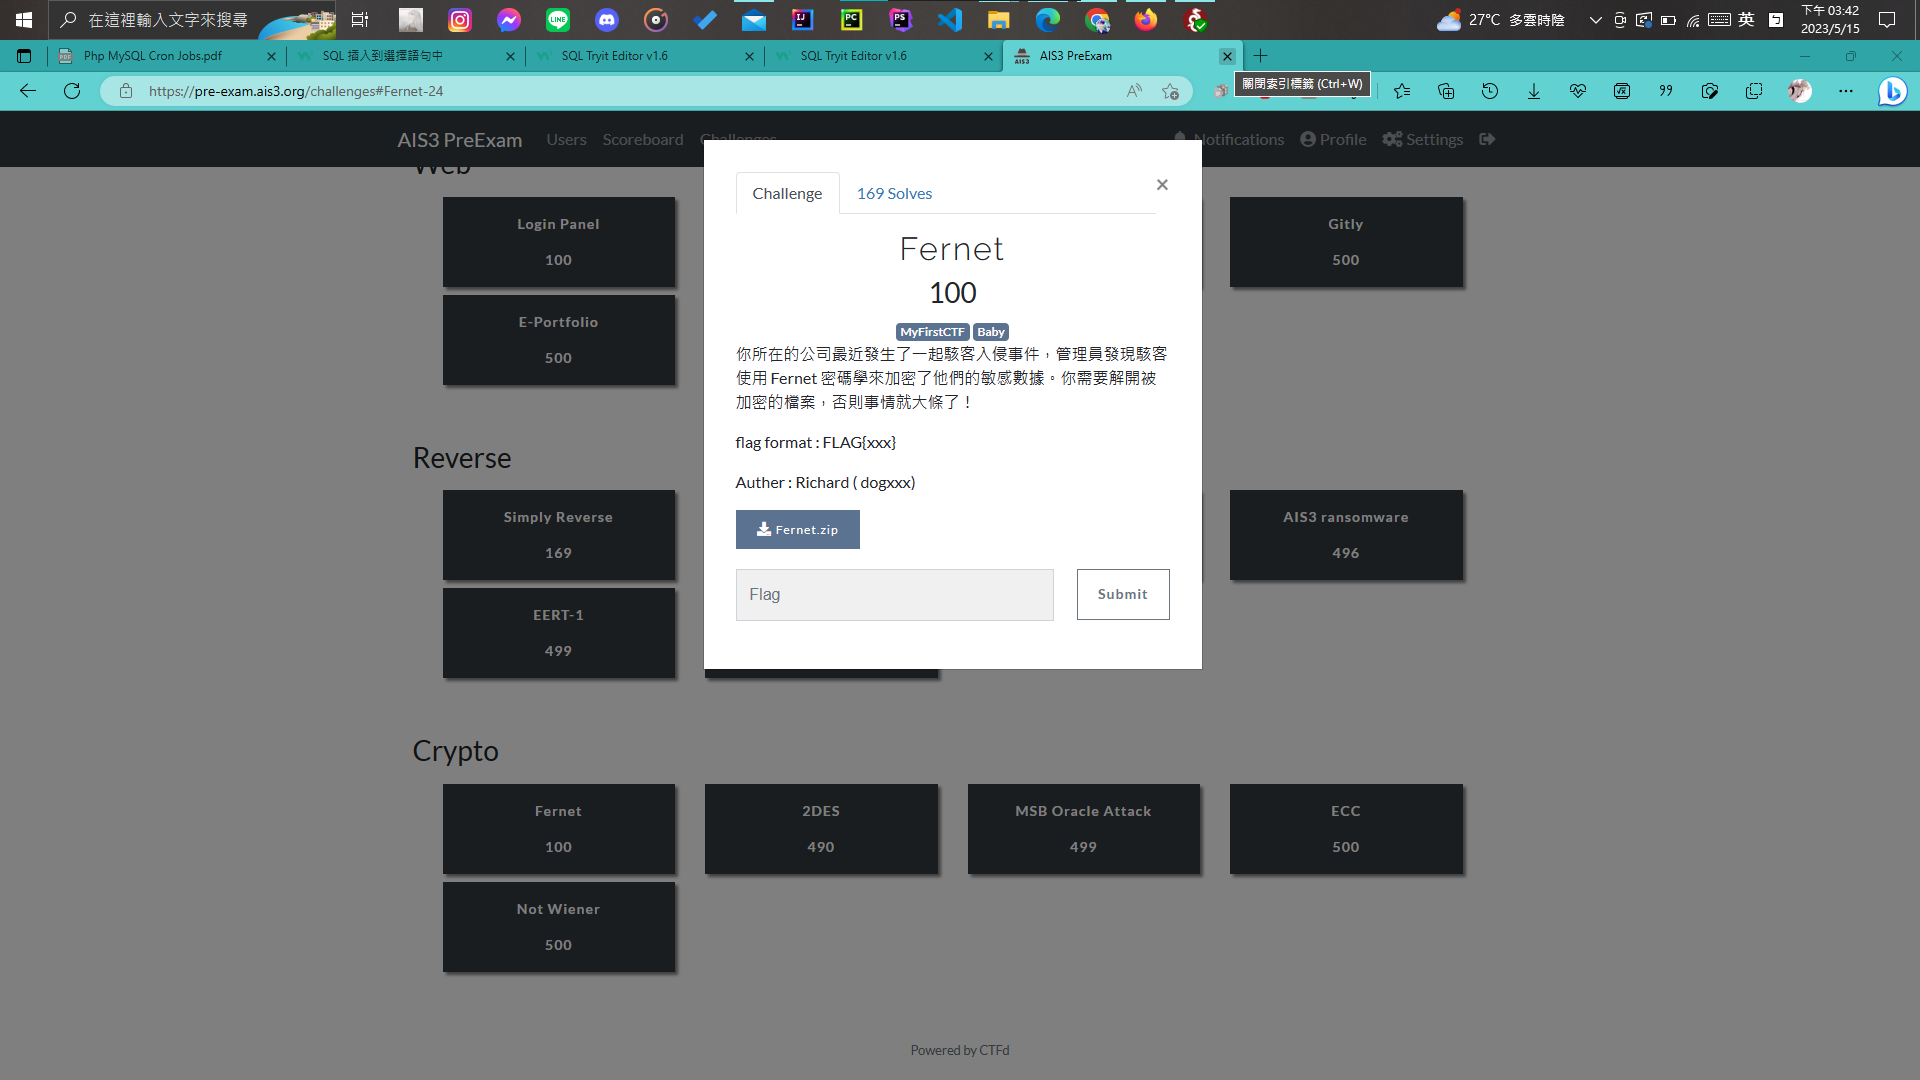 在這裡輸入文字來搜尋
27°C 多雲時陰
英
下午 03:42
2023/5/15
Php MySQL Cron Jobs.pdf
SQL 插入到選擇語句中
SQL Tryit Editor v1.6
SQL Tryit Editor v1.6
AIS3 PreExam
https://pre-exam.ais3.org/challenges#Fernet-24
關閉索引標籤 (Ctrl+W)
AIS3 PreExam
Users
Scoreboard
Challenges
Notifications
Profile
Settings
Web
Login Panel
100
Gitly
500
E-Portfolio
500
Challenge
169 Solves
×
Fernet
100
MyFirstCTF Baby
你所在的公司最近發生了一起駭客入侵事件，管理員發現駭客
使用 Fernet 密碼學來加密了他們的敏感數據。你需要解開被
加密的檔案，否則事情就大條了！
flag format : FLAG{xxx}
Auther : Richard ( dogxxx)
Fernet.zip
Flag
Submit
Reverse
Simply Reverse
169
AIS3 ransomware
496
EERT-1
499
Crypto
Fernet
100
2DES
490
MSB Oracle Attack
499
ECC
500
Not Wiener
500
Powered by CTFd